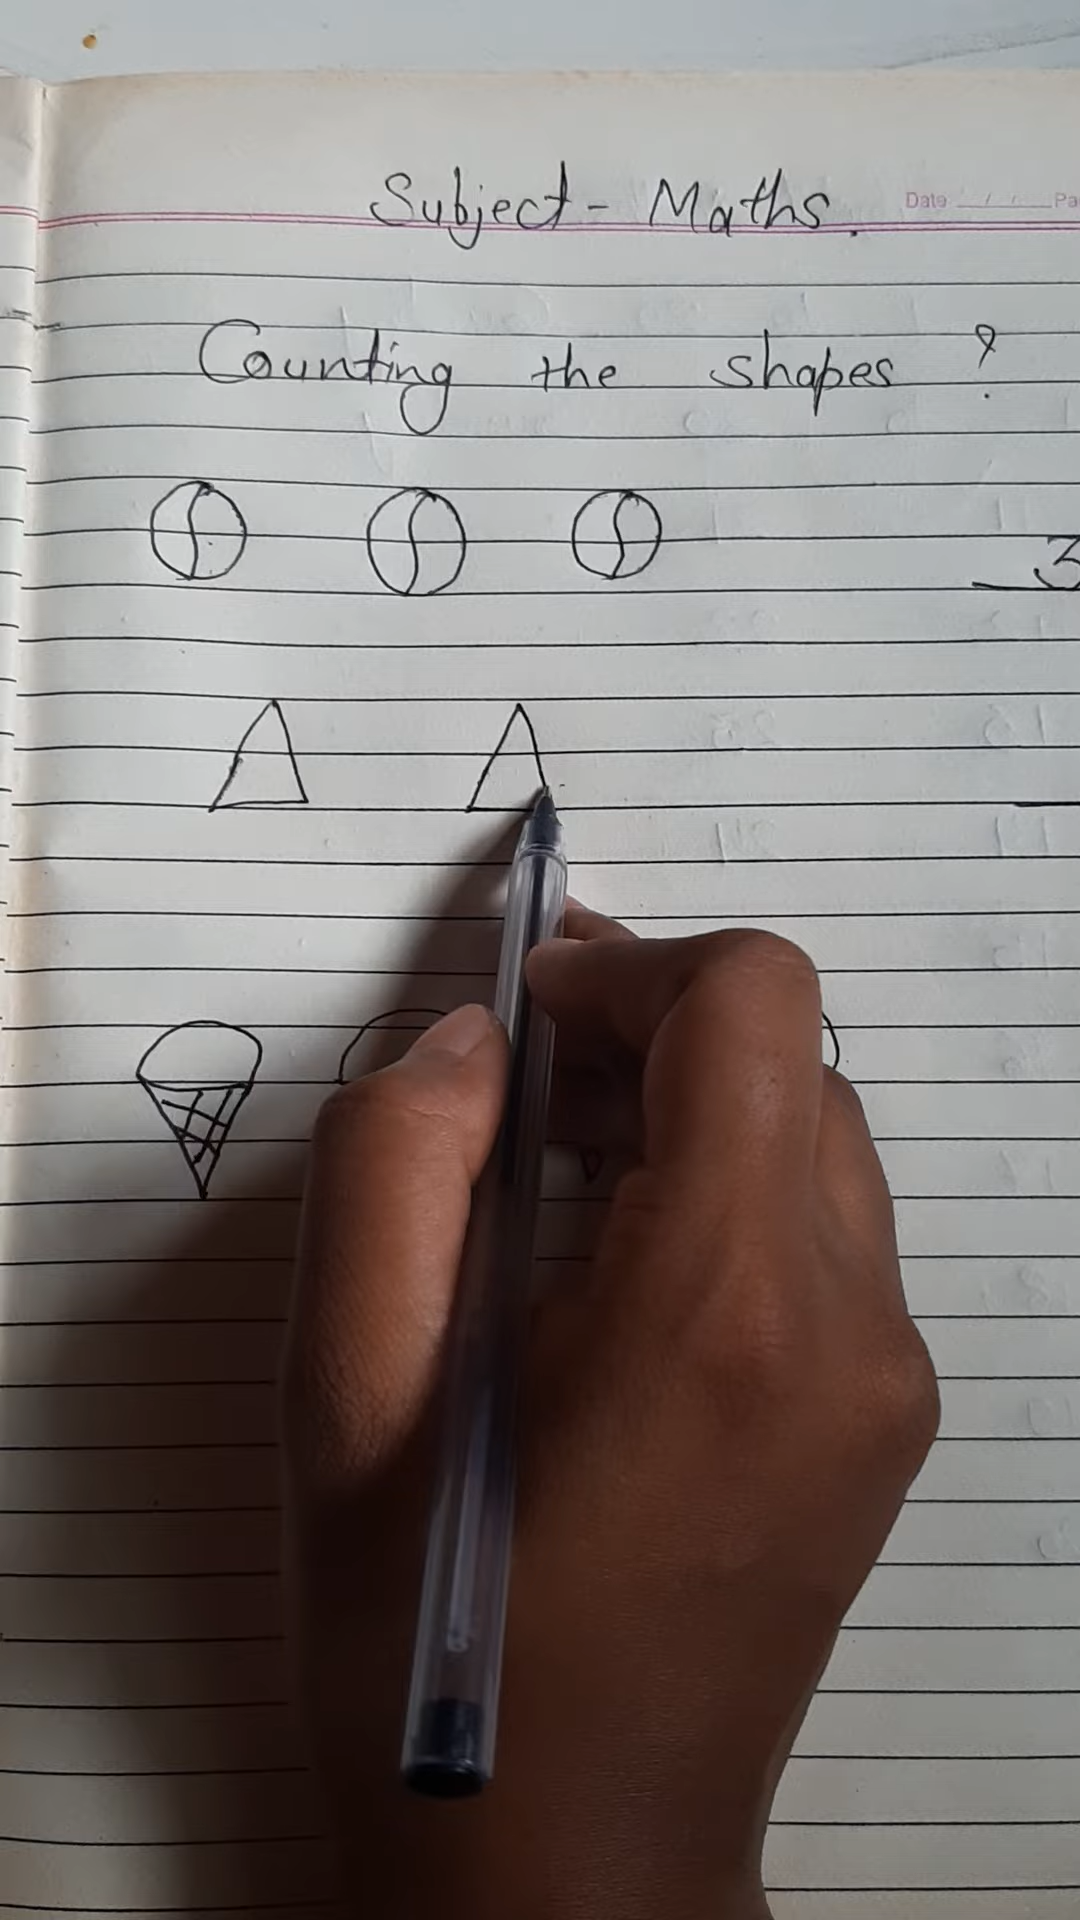 Subject - Maths.
Date / / Pa
Counting the shapes ?
3